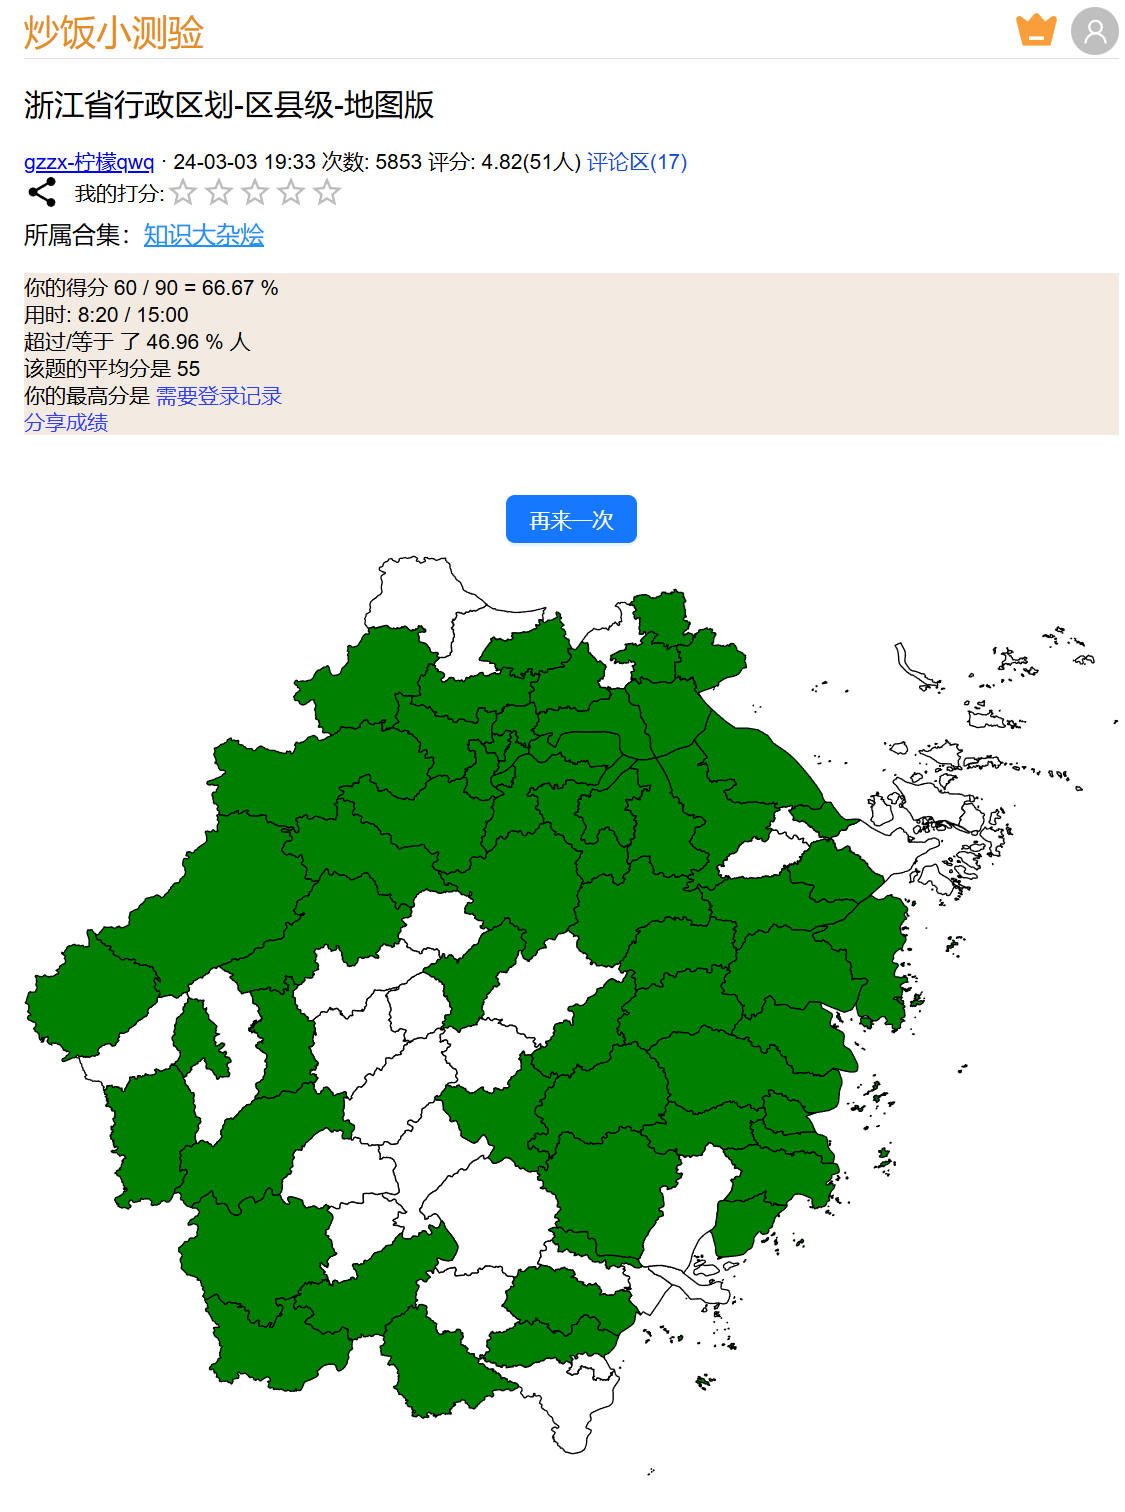 炒饭小测验
浙江省行政区划-区县级-地图版
gzzx-柠檬qwq · 24-03-03 19:33 次数: 5853 评分: 4.82(51人) 评论区(17)
我的打分:
所属合集：知识大杂烩
你的得分 60 / 90 = 66.67 %
用时: 8:20 / 15:00
超过/等于 了 46.96 % 人
该题的平均分是 55
你的最高分是 需要登录记录
分享成绩
再来一次